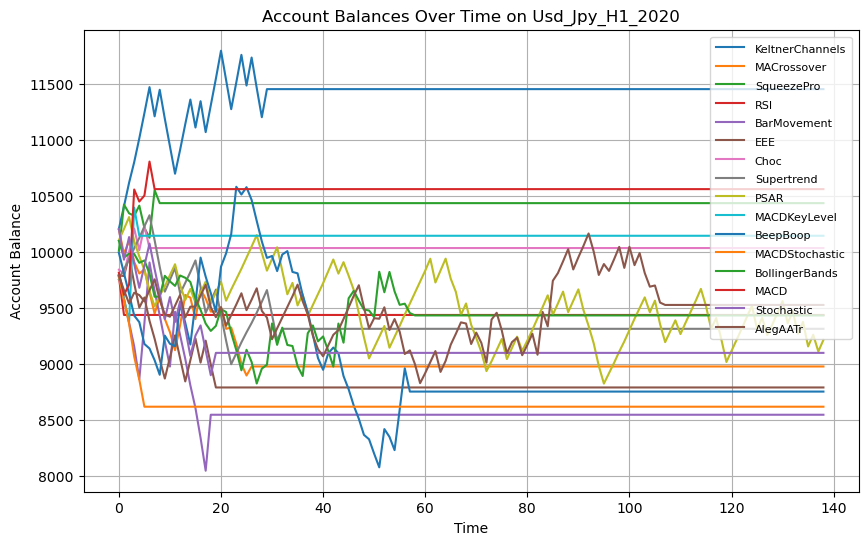 Account Balances Over Time on Usd_Jpy_H1_2020
KeltnerChannels
MACrossover
SqueezePro
RSI
BarMovement
EEE
Choc
Supertrend
PSAR
MACDKeyLevel
BeepBoop
MACDStochastic
BollingerBands
MACD
Stochastic
AlegAATr
Account Balance
11500
11000
10500
10000
9500
9000
8500
8000
0 20 40 60 80 100 120 140
Time